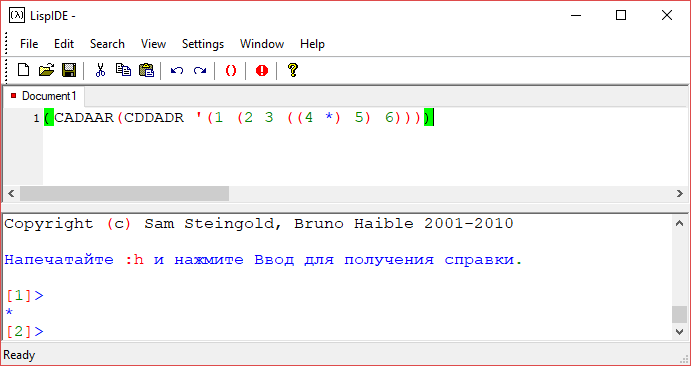 LispIDE -
File Edit Search View Settings Window Help
Document1
1 (CADAAR(CDDADR '(1 (2 3 ((4 *) 5) 6))))
Copyright (c) Sam Steingold, Bruno Haible 2001-2010
Напечатайте :h и нажмите Ввод для получения справки.
[1]>
*
[2]>
Ready